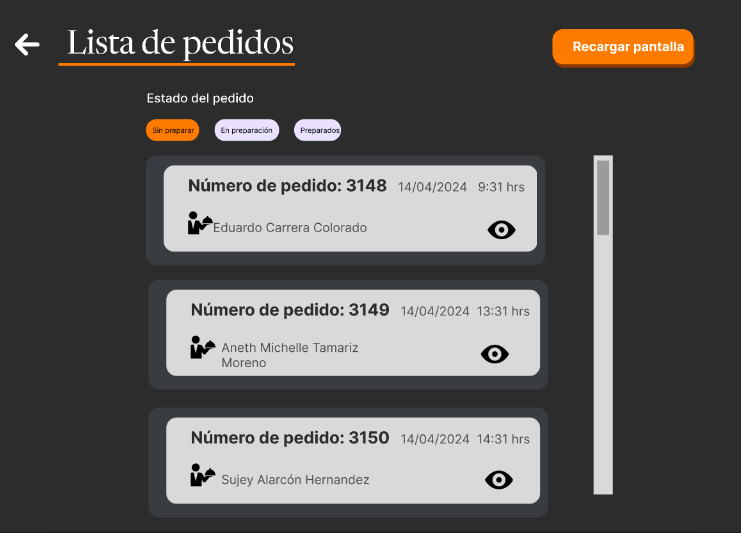 Lista de pedidos
Recargar pantalla
Estado del pedido
Sin preparar
En preparación
Preparados
Número de pedido: 3148 14/04/2024 9:31 hrs
Eduardo Carrera Colorado
Número de pedido: 3149 14/04/2024 13:31 hrs
Aneth Michelle Tamariz
Moreno
Número de pedido: 3150 14/04/2024 14:31 hrs
Sujey Alarcón Hernandez